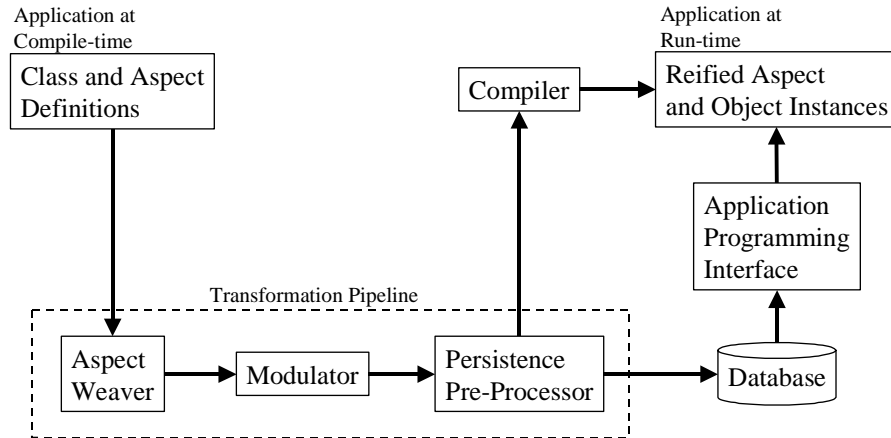 Application at
Compile-time
Class and Aspect
Definitions
Application at
Run-time
Reified Aspect
and Object Instances
Compiler
Application
Programming
Interface
Transformation Pipeline
Aspect
Weaver
Modulator
Persistence
Pre-Processor
Database